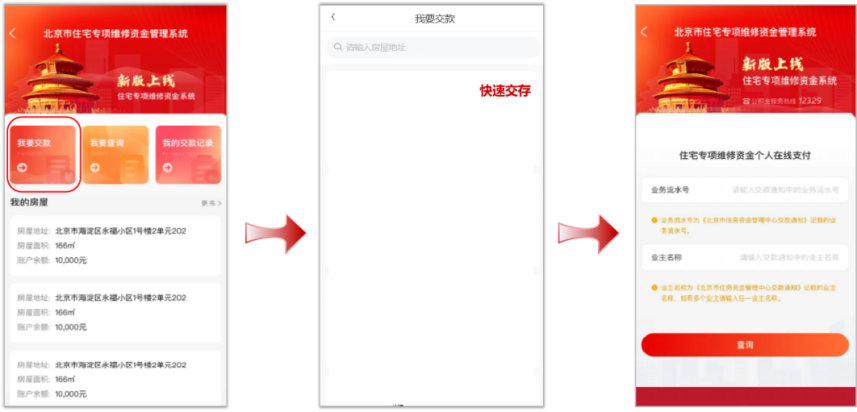 北京市住宅专项维修资金管理系统
新版上线
住宅专项维修资金系统
我要交款
我要查询
我的交款记录
我的房屋
更多>
房屋地址: 北京市海淀区永福小区1号楼2单元202
房屋面积: 166㎡
账户余额: 10,000元
房屋地址: 北京市海淀区永福小区1号楼2单元202
房屋面积: 166㎡
账户余额: 10,000元
房屋地址: 北京市海淀区永福小区1号楼2单元202
房屋面积: 166㎡
账户余额: 10,000元
我要交款
请输入房屋地址
快速交存
北京市住宅专项维修资金管理系统
新版上线
住宅专项维修资金系统
公积金服务热线 12329
住宅专项维修资金个人在线支付
业务流水号 请输入交款通知中的业务流水号
业务流水号为《北京市住房资金管理中心交款通知》记载的业
务流水号。
业主名称 请输入交款通知中的业主名称
业主名称为《北京市住房资金管理中心交款通知》记载的业主
名称, 如有多个业主请输入任一业主名称。
查询